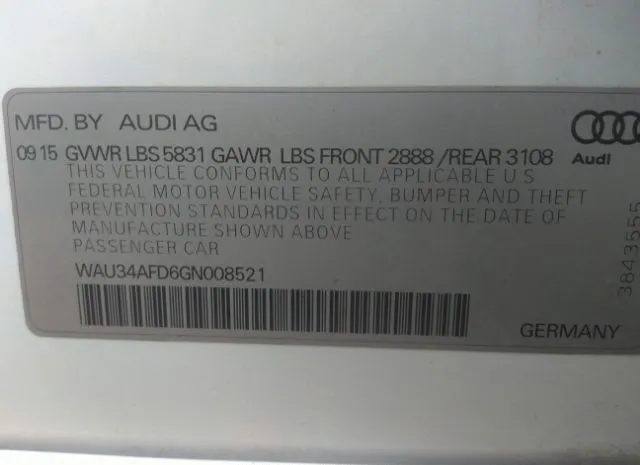 MFD. BY AUDI AG
09 15 GVWR LBS 5831 GAWR LBS FRONT 2888 /REAR 3108
Audi
THIS VEHICLE CONFORMS TO ALL APPLICABLE U S
FEDERAL MOTOR VEHICLE SAFETY, BUMPER AND THEFT
PREVENTION STANDARDS IN EFFECT ON THE DATE OF
MANUFACTURE SHOWN ABOVE
PASSENGER CAR
WAU34AFD6GN008521
3843555
GERMANY